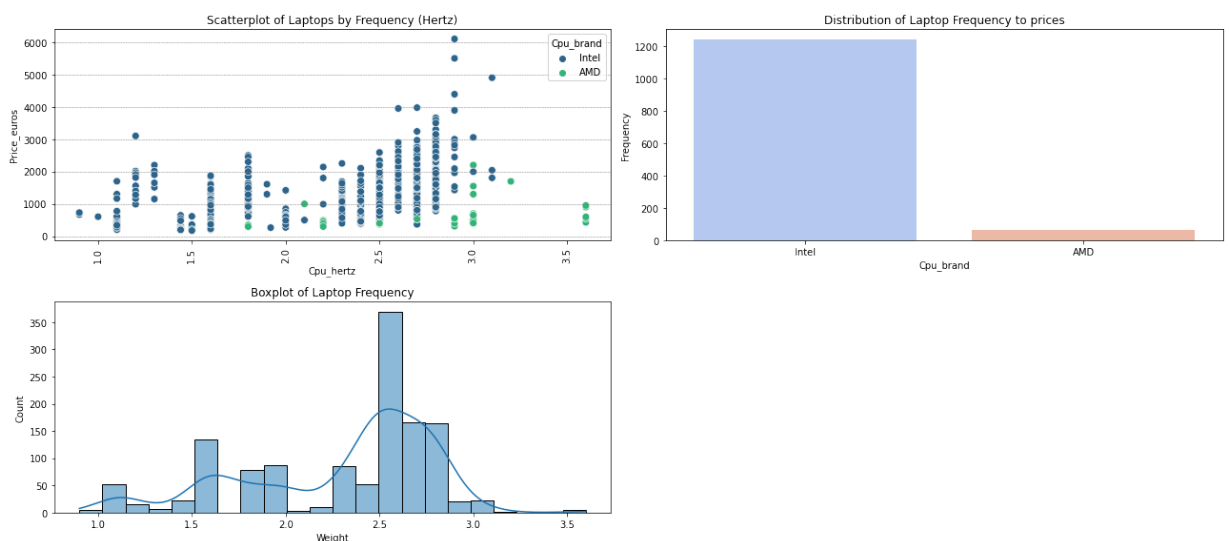 Scatterplot of Laptops by Frequency (Hertz)
Cpu_brand
Intel
AMD
6000
5000
4000
3000
2000
1000
0
Price_euros
1.0
1.5
2.0
2.5
3.0
3.5
Cpu_hertz
Distribution of Laptop Frequency to prices
1200
1000
800
600
400
200
0
Frequency
Intel
AMD
Cpu_brand
Boxplot of Laptop Frequency
350
300
250
200
150
100
50
0
Count
1.0
1.5
2.0
2.5
3.0
3.5
Weight